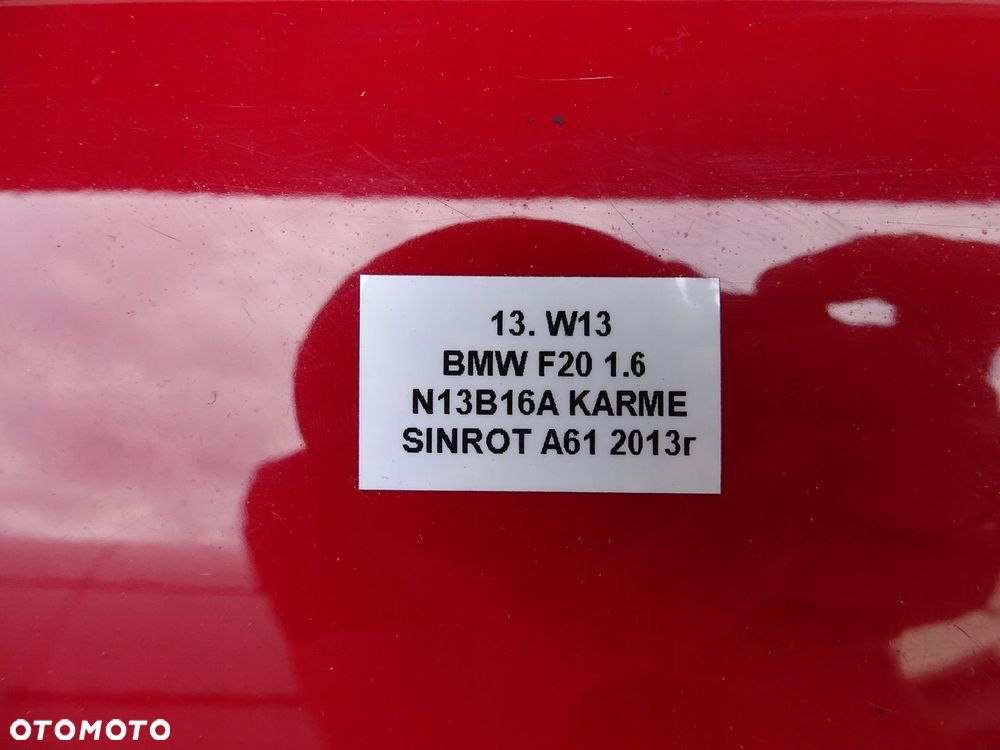 13. W13
BMW F20 1.6
N13B16A KARME
SINROT A61 2013r
OTOMOTO